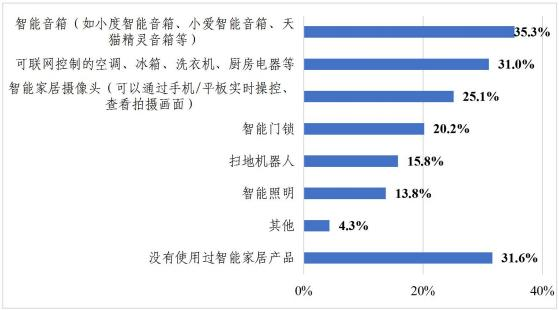 智能音箱（如小度智能音箱、小爱智能音箱、天
猫精灵音箱等）
35.3%
可联网控制的空调、冰箱、洗衣机、厨房电器等
31.0%
智能家居摄像头（可以通过手机/平板实时操控、
查看拍摄画面）
25.1%
智能门锁
20.2%
扫地机器人
15.8%
智能照明
13.8%
其他
4.3%
没有使用过智能家居产品
31.6%
0%
20%
40%